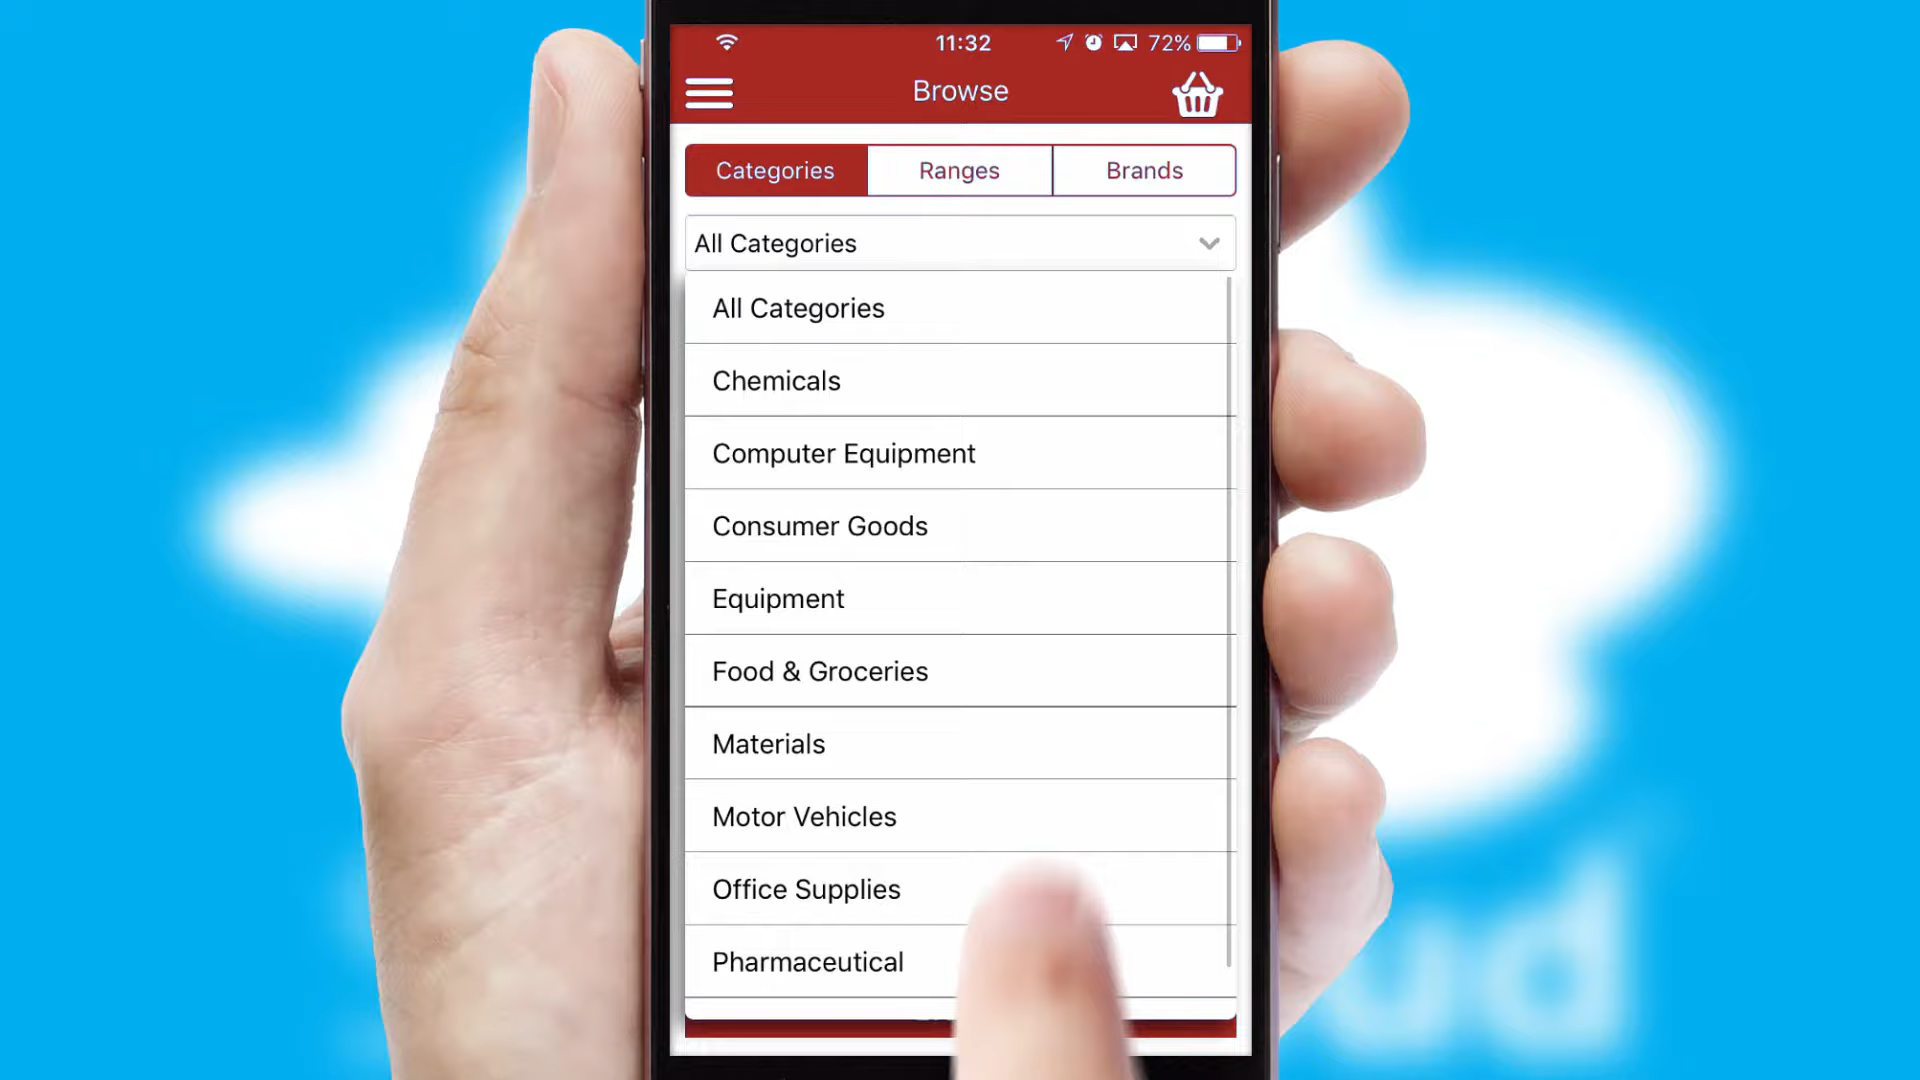 11:32
72%
Browse
Categories
Ranges
Brands
All Categories
All Categories
Chemicals
Computer Equipment
Consumer Goods
Equipment
Food & Groceries
Materials
Motor Vehicles
Office Supplies
Pharmaceutical